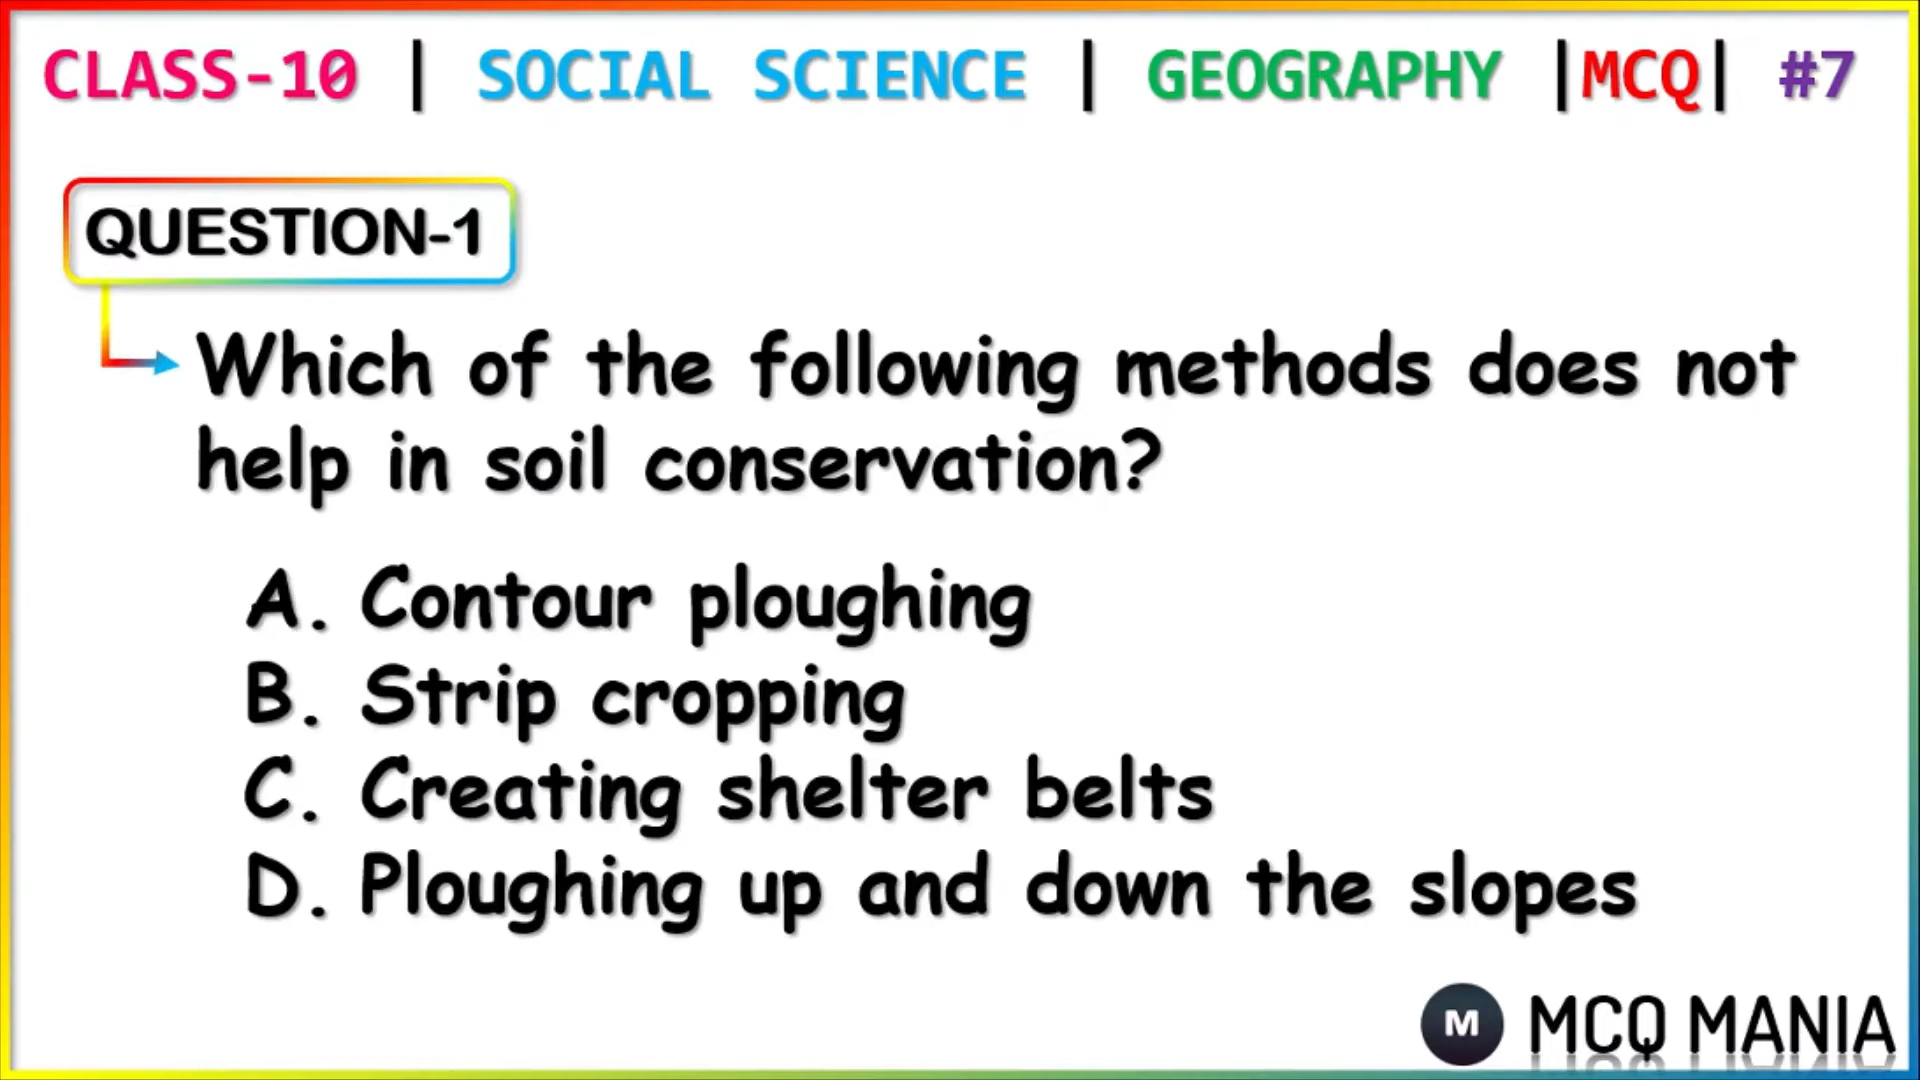 CLASS-10 | SOCIAL SCIENCE | GEOGRAPHY |MCQ| #7
QUESTION-1
Which of the following methods does not
help in soil conservation?
A. Contour ploughing
B. Strip cropping
C. Creating shelter belts
D. Ploughing up and down the slopes
M MCQ MANIA